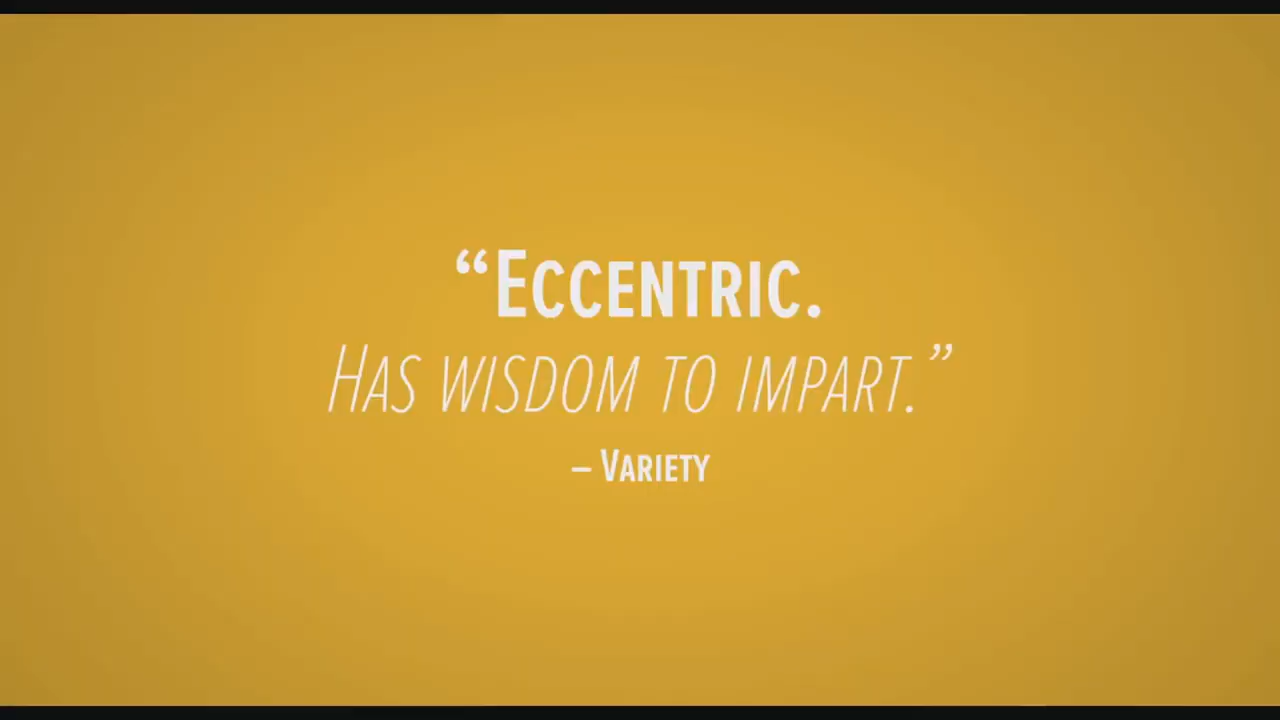 “Eccentric.
Has wisdom to impart.”
– Variety